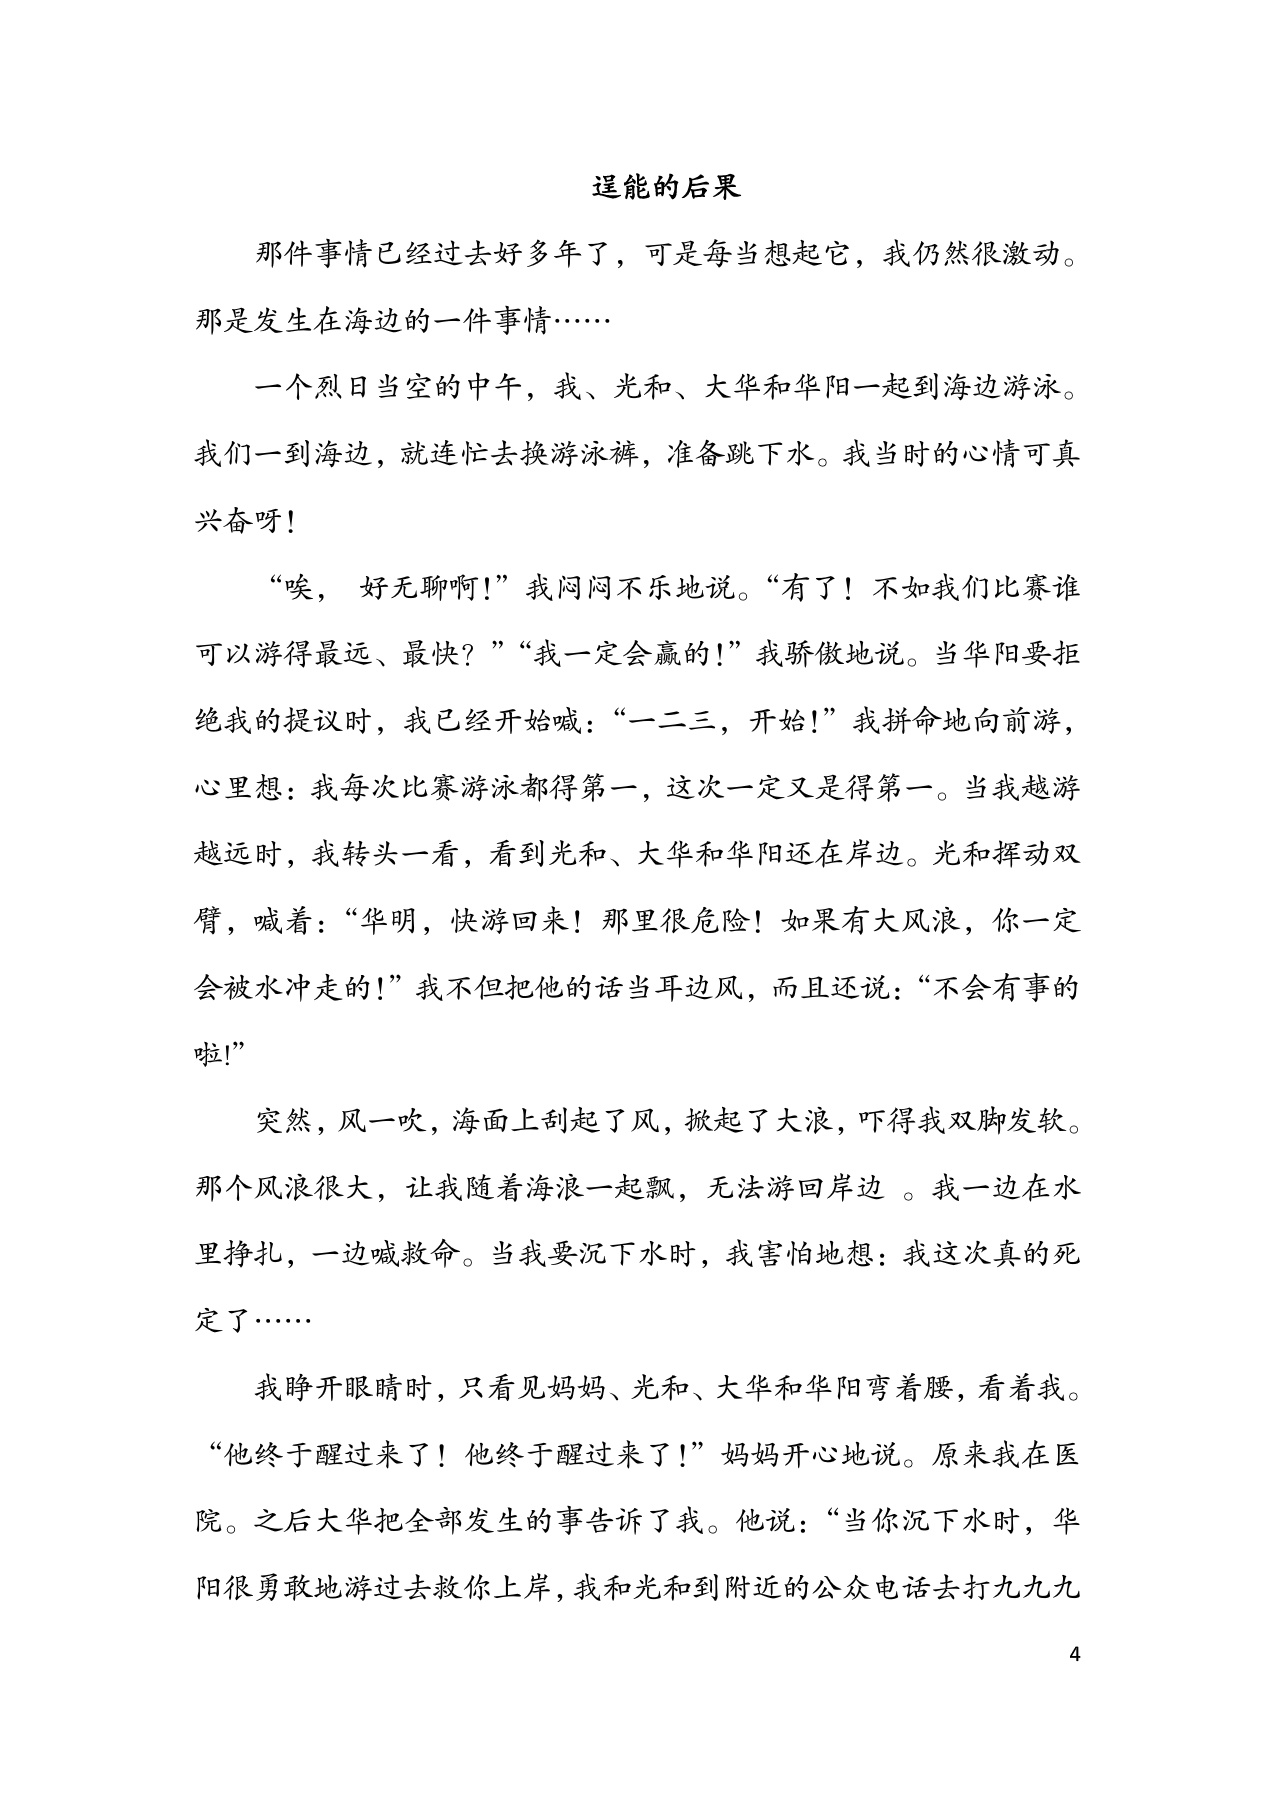 逞能的后果
那件事情已经过去好多年了，可是每当想起它，我仍然很激动。
那是发生在海边的一件事情……
一个烈日当空的中午，我、光和、大华和华阳一起到海边游泳。
我们一到海边，就连忙去换游泳裤，准备跳下水。我当时的心情可真
兴奋呀！
“唉， 好无聊啊！”我闷闷不乐地说。“有了！不如我们比赛谁
可以游得最远、最快？”“我一定会赢的！”我骄傲地说。当华阳要拒
绝我的提议时，我已经开始喊：“一二三，开始！”我拼命地向前游，
心里想：我每次比赛游泳都得第一，这次一定又是得第一。当我越游
越远时，我转头一看，看到光和、大华和华阳还在岸边。光和挥动双
臂，喊着：“华明，快游回来！那里很危险！如果有大风浪，你一定
会被水冲走的！”我不但把他的话当耳边风，而且还说：“不会有事的
啦!”
突然，风一吹，海面上刮起了风，掀起了大浪，吓得我双脚发软。
那个风浪很大，让我随着海浪一起飘，无法游回岸边 。我一边在水
里挣扎，一边喊救命。当我要沉下水时，我害怕地想：我这次真的死
定了……
我睁开眼睛时，只看见妈妈、光和、大华和华阳弯着腰，看着我。
“他终于醒过来了！他终于醒过来了！”妈妈开心地说。原来我在医
院。之后大华把全部发生的事告诉了我。他说：“当你沉下水时，华
阳很勇敢地游过去救你上岸，我和光和到附近的公众电话去打九九九
4